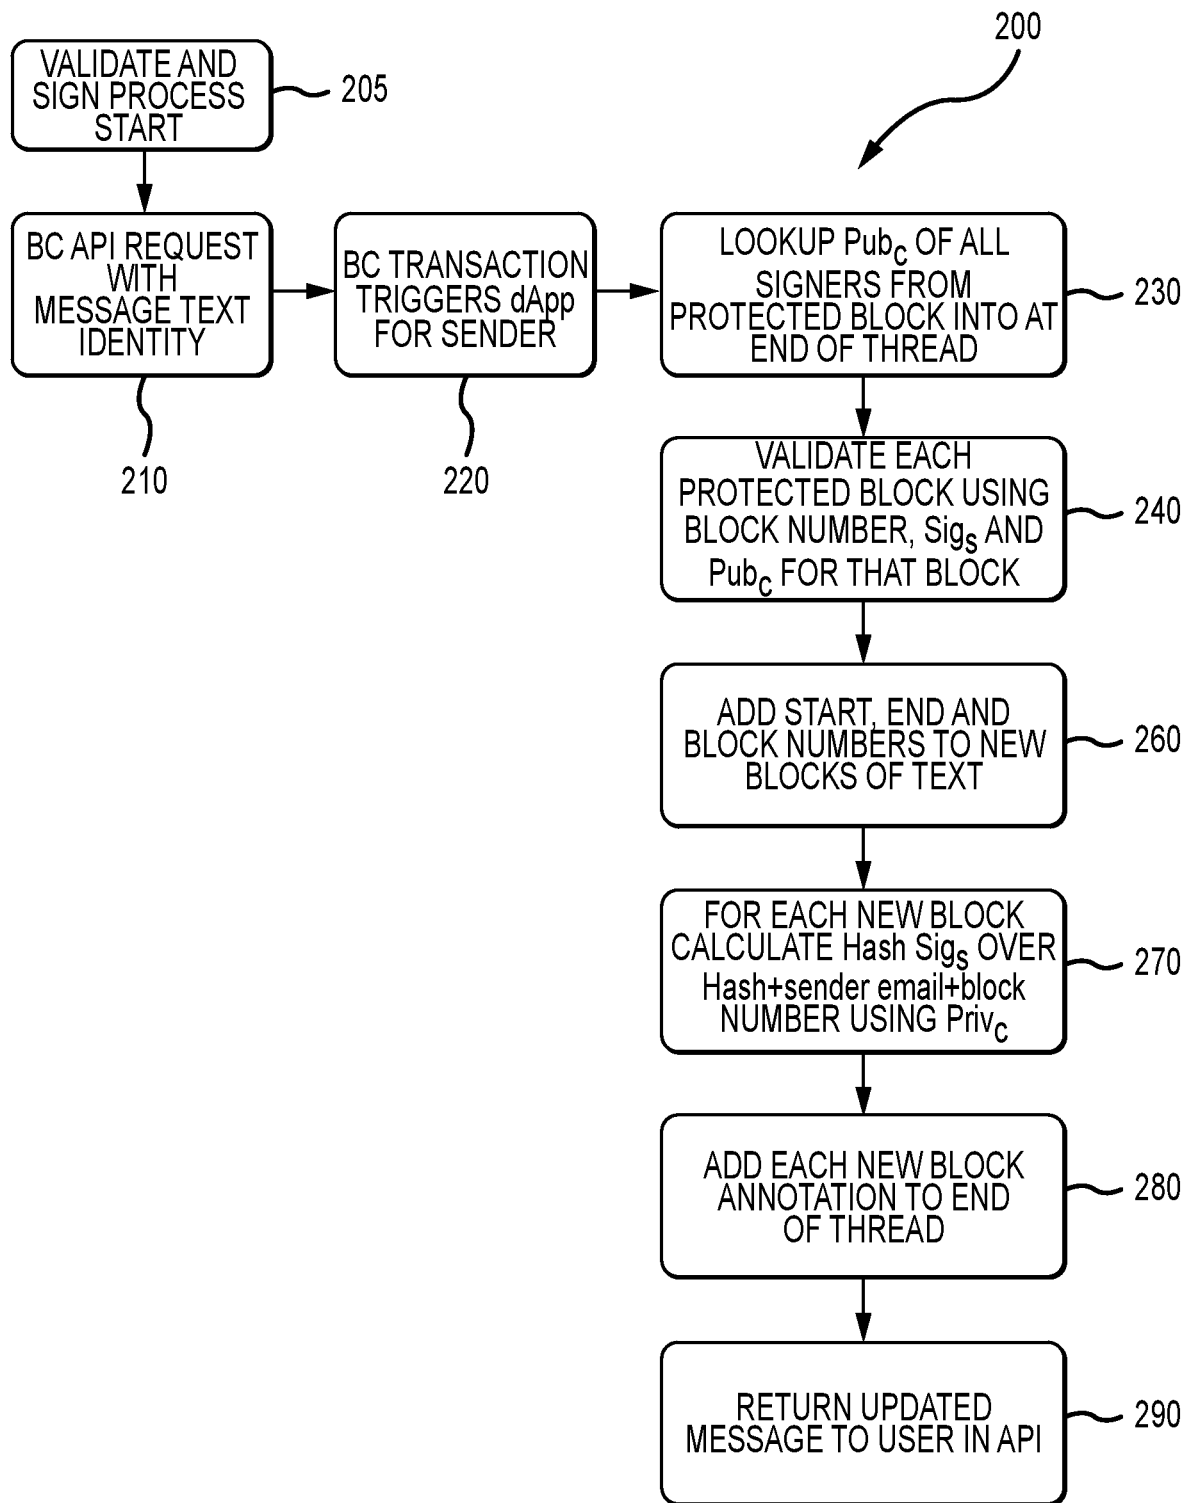 200
VALIDATE AND
SIGN PROCESS
START
205
BC API REQUEST
WITH
MESSAGE TEXT
IDENTITY
210
BC TRANSACTION
TRIGGERS dApp
FOR SENDER
220
LOOKUP Pubc OF ALL
SIGNERS FROM
PROTECTED BLOCK INTO AT
END OF THREAD
230
VALIDATE EACH
PROTECTED BLOCK USING
BLOCK NUMBER, Sigs AND
Pubc FOR THAT BLOCK
240
ADD START, END AND
BLOCK NUMBERS TO NEW
BLOCKS OF TEXT
260
FOR EACH NEW BLOCK
CALCULATE Hash Sigs OVER
Hash+sender email+block
NUMBER USING Privc
270
ADD EACH NEW BLOCK
ANNOTATION TO END
OF THREAD
280
RETURN UPDATED
MESSAGE TO USER IN API
290